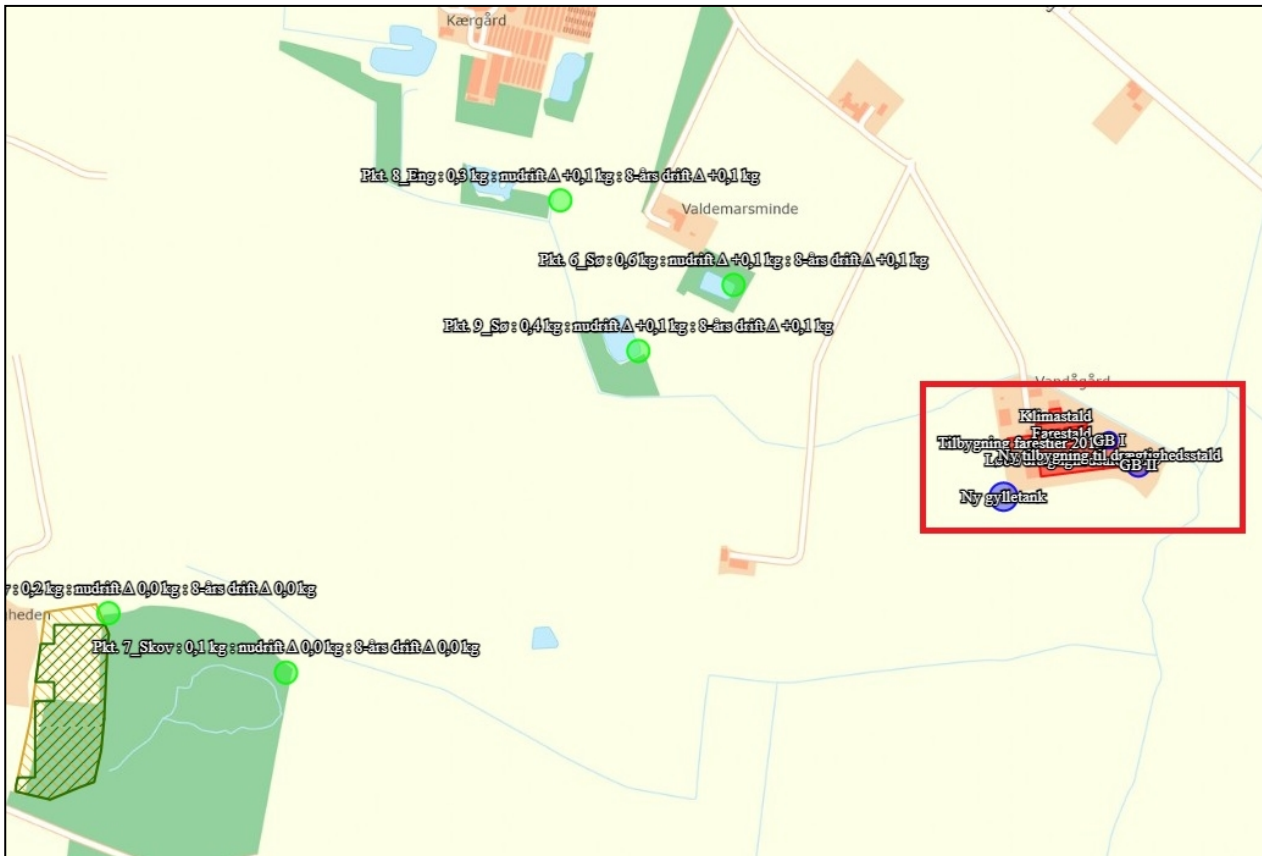 Kærgård
Pkt. 8_Eng : 0,3 kg : nudrift Δ +0,1 kg : 8-års drift Δ +0,1 kg
Valdemarsminde
Pkt. 6_Sø : 0,6 kg : nudrift Δ +0,1 kg : 8-års drift Δ +0,1 kg
Pkt. 9_Sø : 0,4 kg : nudrift Δ +0,1 kg : 8-års drift Δ +0,1 kg
Vandågård
Klimastald
Farestald
Tilbygning farestier
GB I
Ny tilbygning til drægtighedsstald
GB II
Ny gylletank
: 0,2 kg : nudrift Δ 0,0 kg : 8-års drift Δ 0,0 kg
heden
Pkt. 7_Skov : 0,1 kg : nudrift Δ 0,0 kg : 8-års drift Δ 0,0 kg